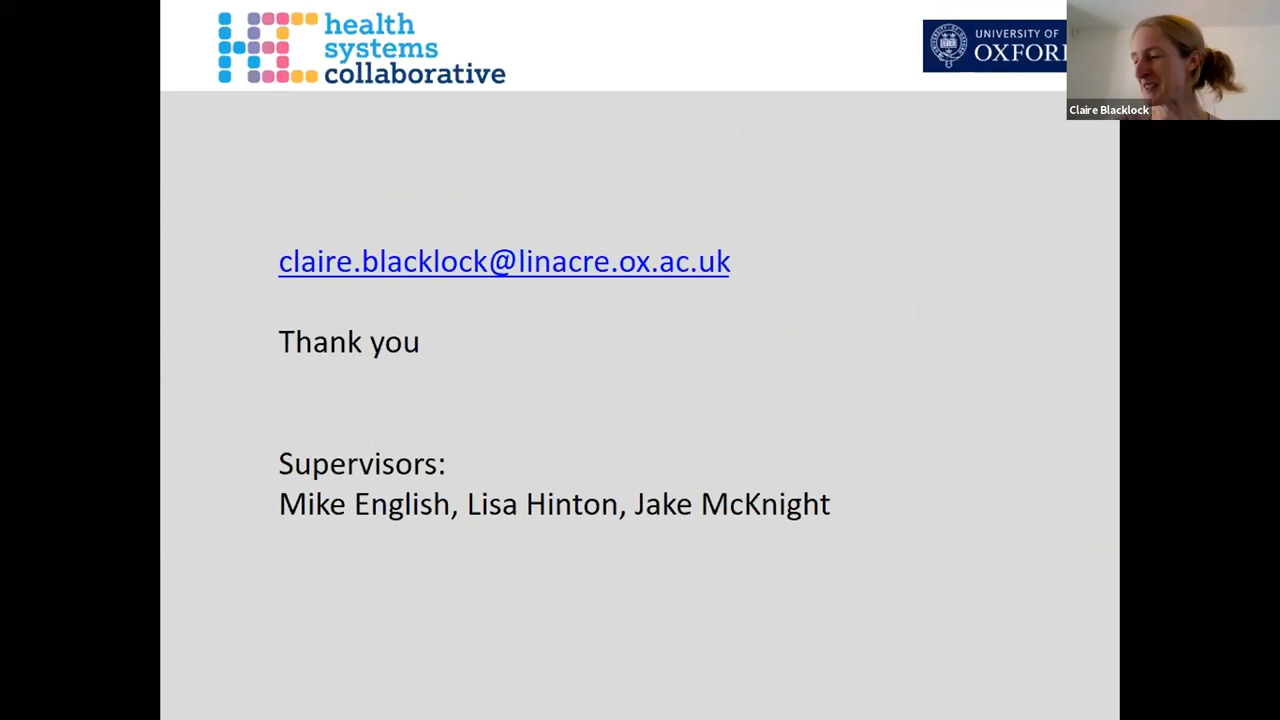 health
systems
collaborative
UNIVERSITY OF
OXFORD
Claire Blacklock
claire.blacklock@linacre.ox.ac.uk
Thank you
Supervisors:
Mike English, Lisa Hinton, Jake McKnight